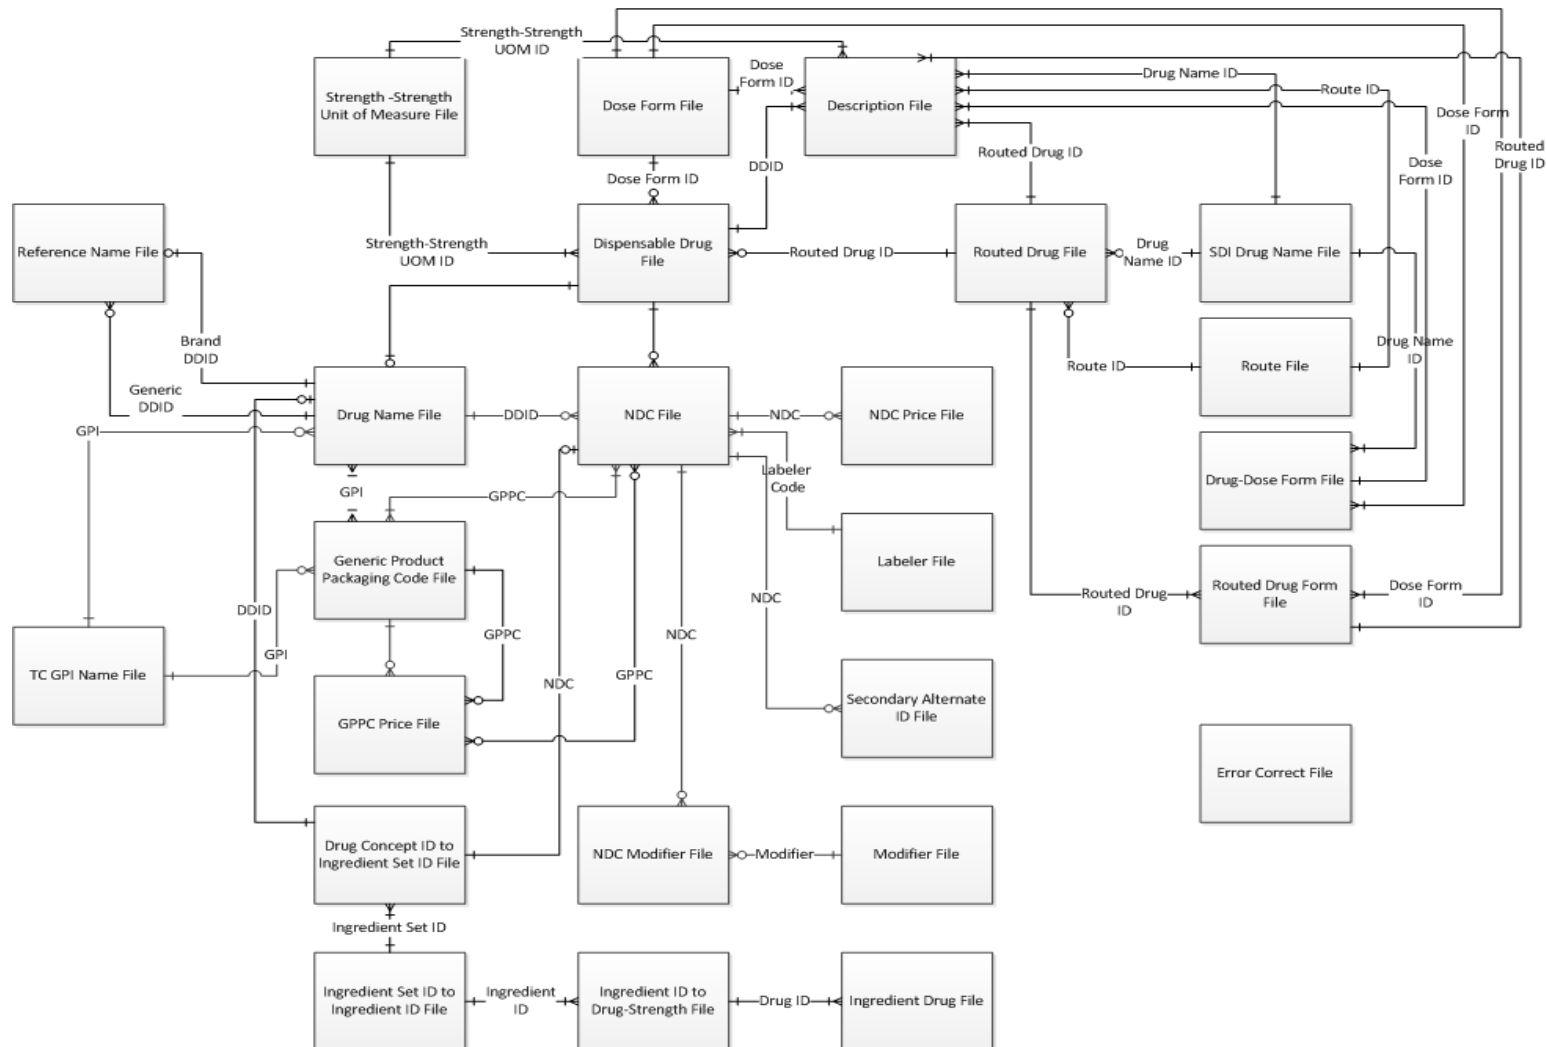 Strength-Strength
UOM ID
Strength -Strength
Unit of Measure File
Dose Form File
Dose
Form ID
Description File
Drug Name ID
Route ID
Dose Form
ID
Routed
Drug ID
Routed Drug ID
Dose
Form ID
DDID
Dose Form ID
Reference Name File
Strength-Strength
UOM ID
Dispensable Drug
File
Routed Drug ID
Routed Drug File
Drug
Name ID
SDI Drug Name File
Brand
DDID
Generic
DDID
Drug Name
ID
Route ID
Route File
GPI
Drug Name File
DDID
NDC File
NDC
NDC Price File
Labeler
Code
GPI
GPPC
Drug-Dose Form File
Generic Product
Packaging Code File
Labeler File
Routed Drug
ID
Routed Drug Form
File
Dose Form
ID
DDID
GPI
GPPC
NDC
NDC
TC GPI Name File
NDC
GPPC
Secondary Alternate
ID File
GPPC Price File
Error Correct File
Drug Concept ID to
Ingredient Set ID File
NDC Modifier File
Modifier
Modifier File
Ingredient Set ID
Ingredient Set ID to
Ingredient ID File
Ingredient
ID
Ingredient ID to
Drug-Strength File
Drug ID
Ingredient Drug File